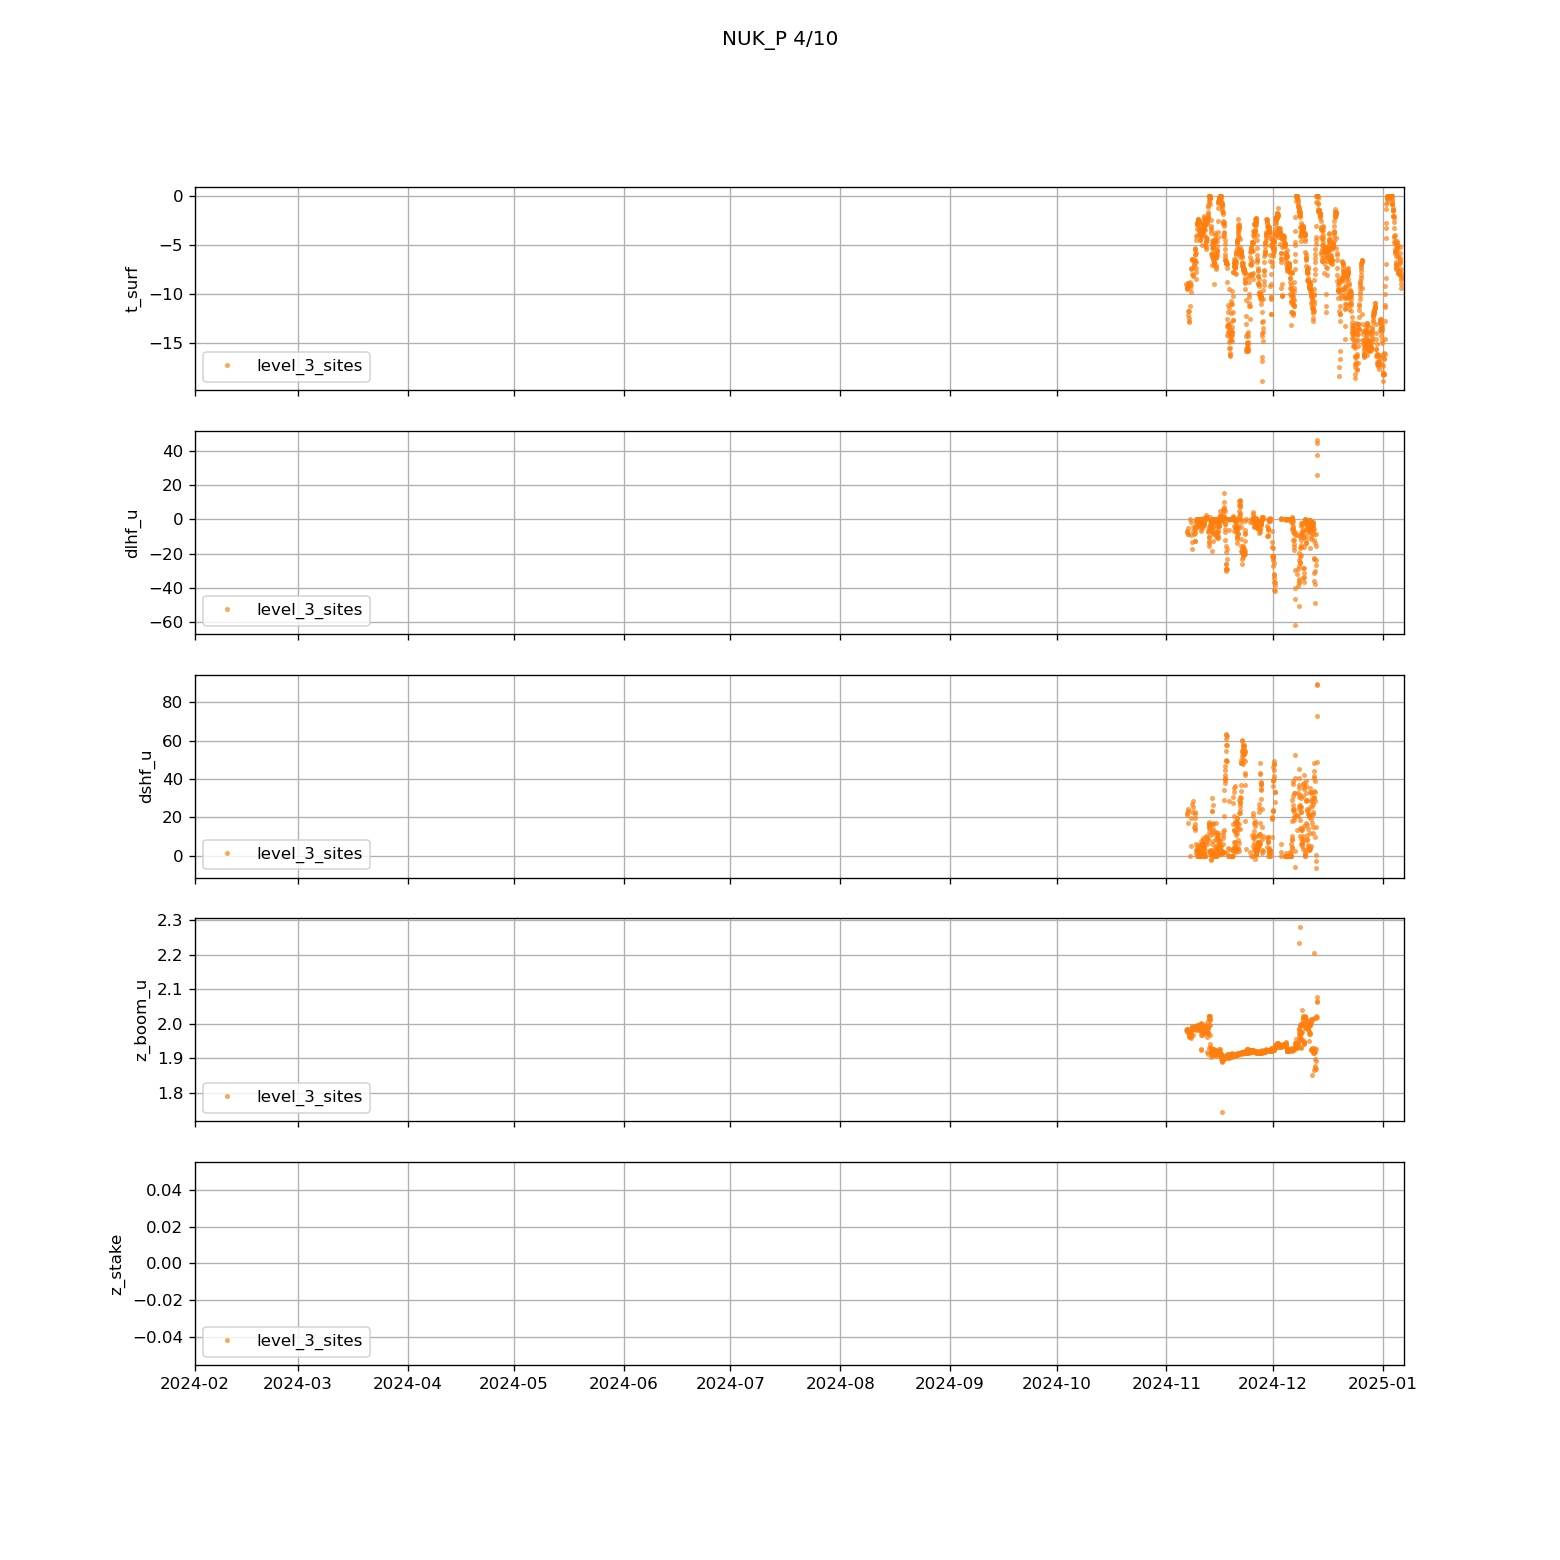 NUK_P 4/10
0
−5
−10
−15
t_surf
level_3_sites
40
20
0
−20
−40
−60
dlhf_u
level_3_sites
80
60
40
20
0
dshf_u
level_3_sites
2.3
2.2
2.1
2.0
1.9
1.8
z_boom_u
level_3_sites
0.04
0.02
0.00
−0.02
−0.04
z_stake
level_3_sites
2024-02 2024-03 2024-04 2024-05 2024-06 2024-07 2024-08 2024-09 2024-10 2024-11 2024-12 2025-01